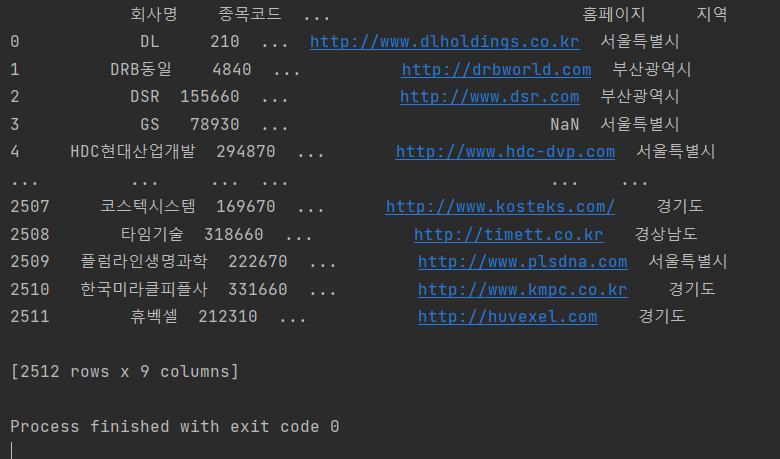 회사명 종목코드 ... 홈페이지 지역
0 DL 210 ... http://www.dlholdings.co.kr 서울특별시
1 DRB동일 4840 ... http://drbworld.com 부산광역시
2 DSR 155660 ... http://www.dsr.com 부산광역시
3 GS 78930 ... NaN 서울특별시
4 HDC현대산업개발 294870 ... http://www.hdc-dvp.com 서울특별시
... ... ... ... ... ...
2507 코스텍시스템 169670 ... http://www.kosteks.com/ 경기도
2508 타임기술 318660 ... http://timett.co.kr 경상남도
2509 플럼라인생명과학 222670 ... http://www.plsdna.com 서울특별시
2510 한국미라클피플사 331660 ... http://www.kmpc.co.kr 경기도
2511 휴벡셀 212310 ... http://huvexel.com 경기도
[2512 rows x 9 columns]
Process finished with exit code 0